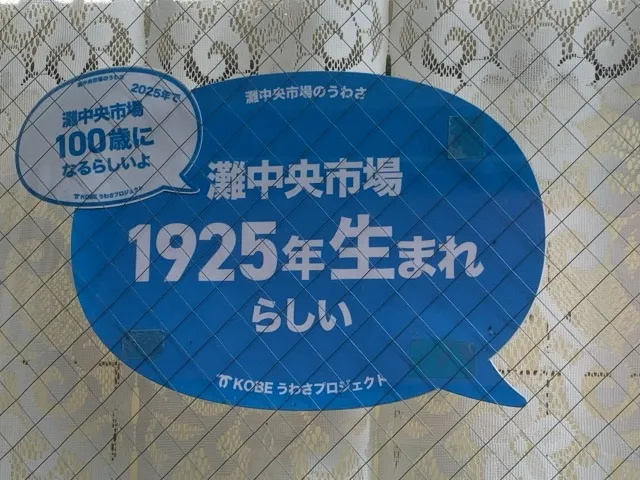 灘中央市場のうわさ
2025年で
灘中央市場
100歳に
なるらしいよ
KOBE うわさプロジェクト
灘中央市場のうわさ
灘中央市場
1925年生まれ
らしい
KOBE うわさプロジェクト